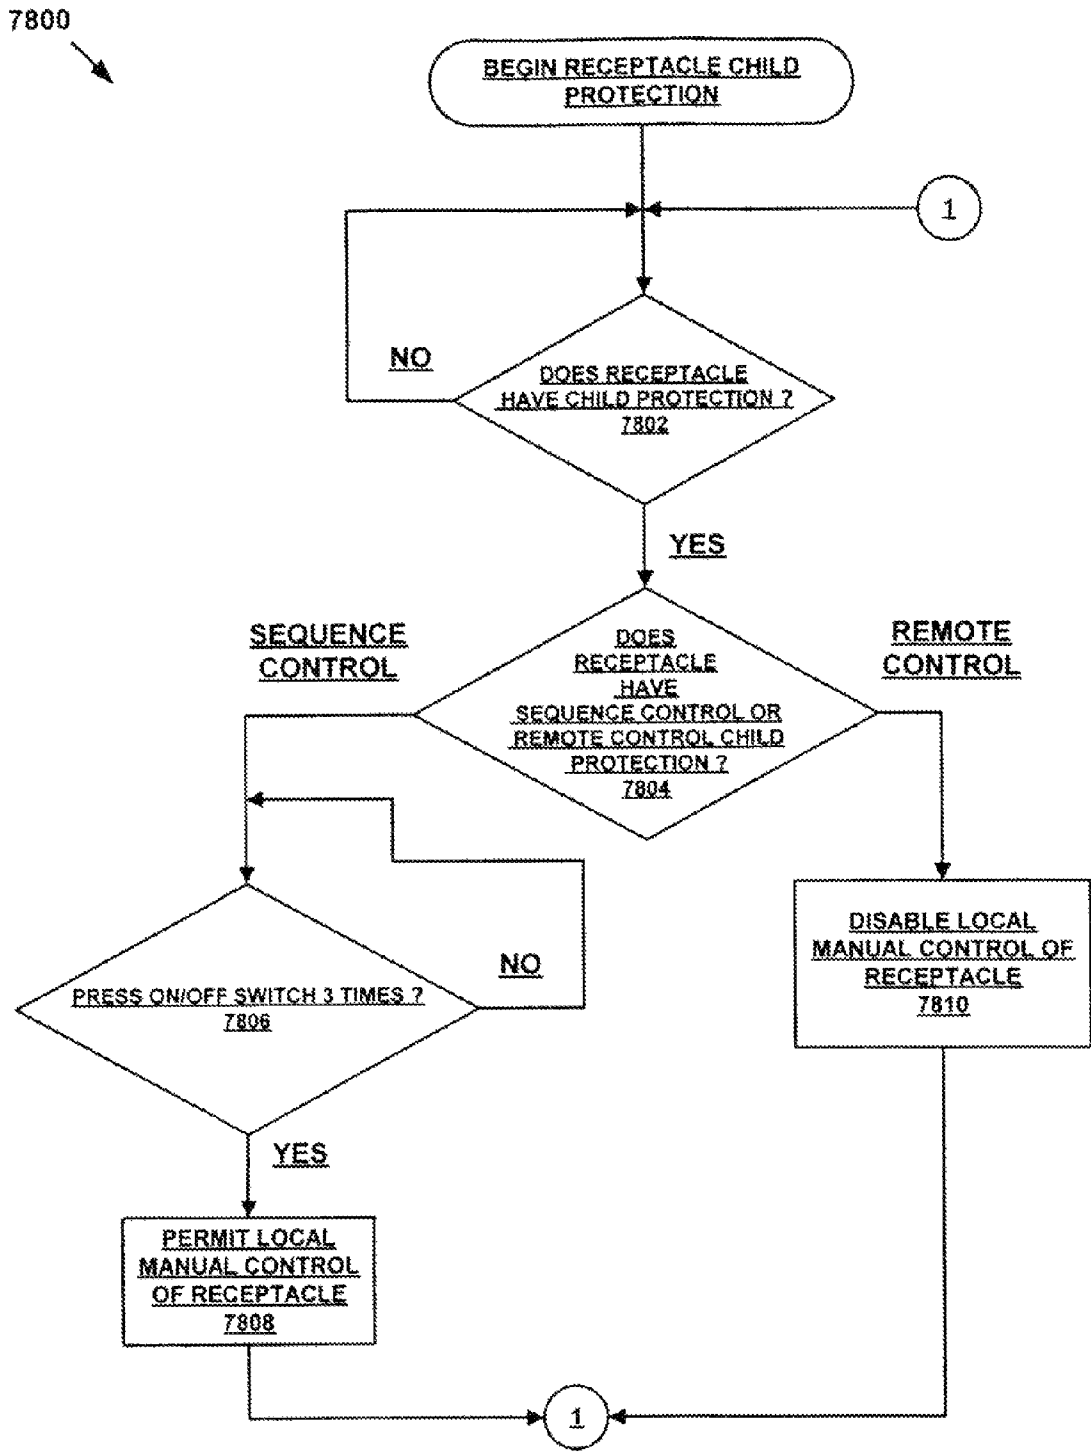 7800
BEGIN RECEPTACLE CHILD
PROTECTION
1
NO
DOES RECEPTACLE
HAVE CHILD PROTECTION ?
7802
YES
SEQUENCE
CONTROL
DOES
RECEPTACLE
HAVE
SEQUENCE CONTROL OR
REMOTE CONTROL CHILD
PROTECTION ?
7804
REMOTE
CONTROL
PRESS ON/OFF SWITCH 3 TIMES ?
7806
NO
DISABLE LOCAL
MANUAL CONTROL OF
RECEPTACLE
7810
YES
PERMIT LOCAL
MANUAL CONTROL
OF RECEPTACLE
7808
1